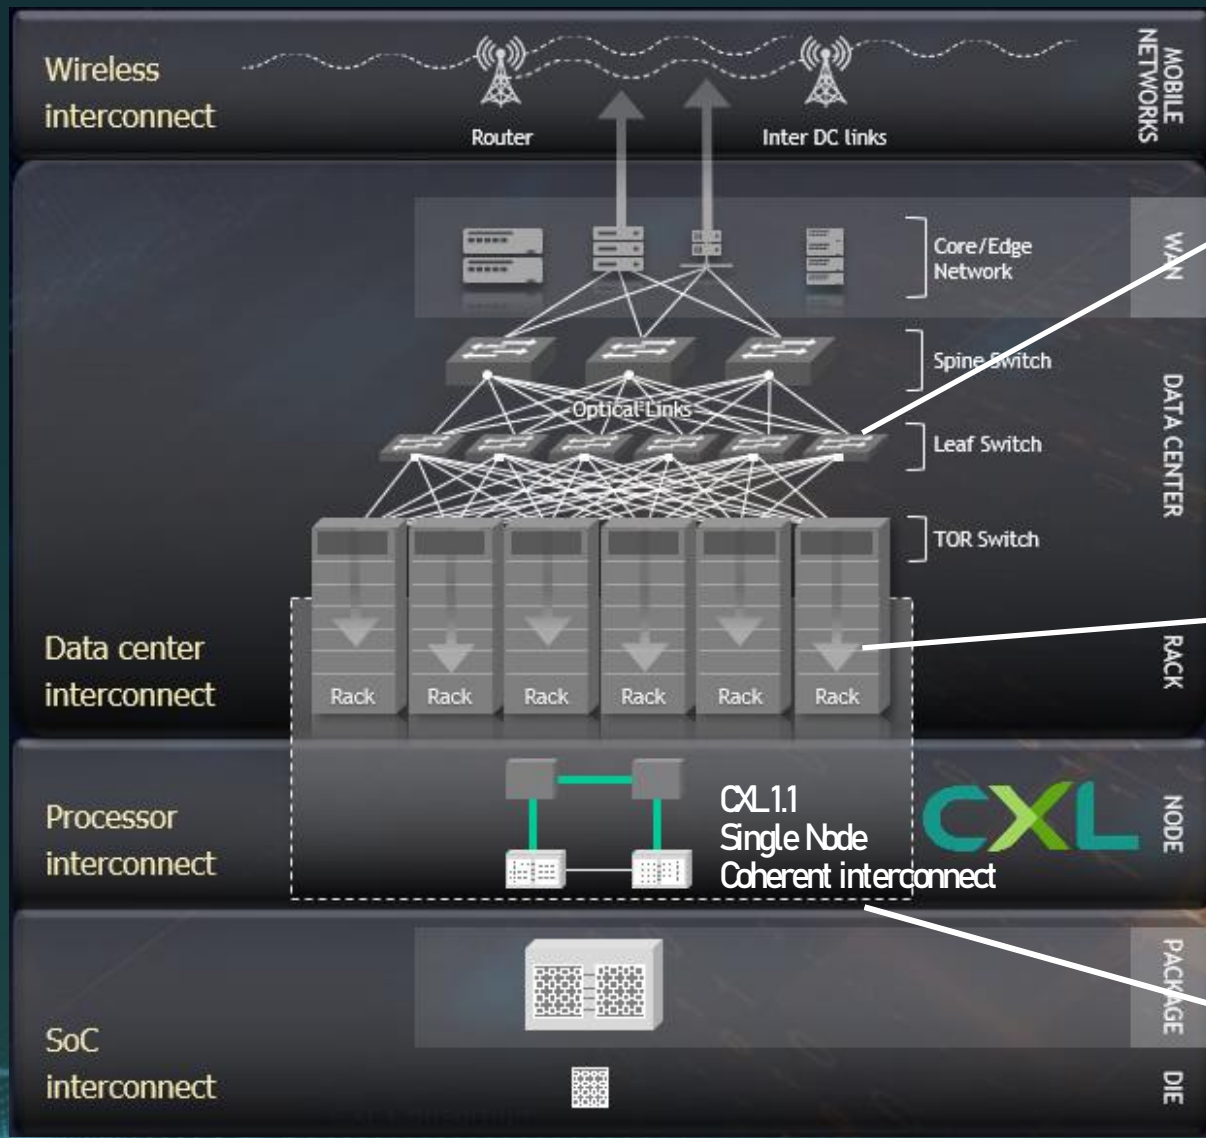 Wireless
interconnect
Router
Inter DC links
MOBILE
NETWORKS
Core/Edge
Network
WAN
Spine Switch
Optical Links
Leaf Switch
DATA CENTER
TOR Switch
Data center
interconnect
Rack
Rack
Rack
Rack
Rack
Rack
RACK
Processor
interconnect
CXL 1.1
Single Node
Coherent interconnect
CXL
NODE
PACKAGE
SoC
interconnect
DIE